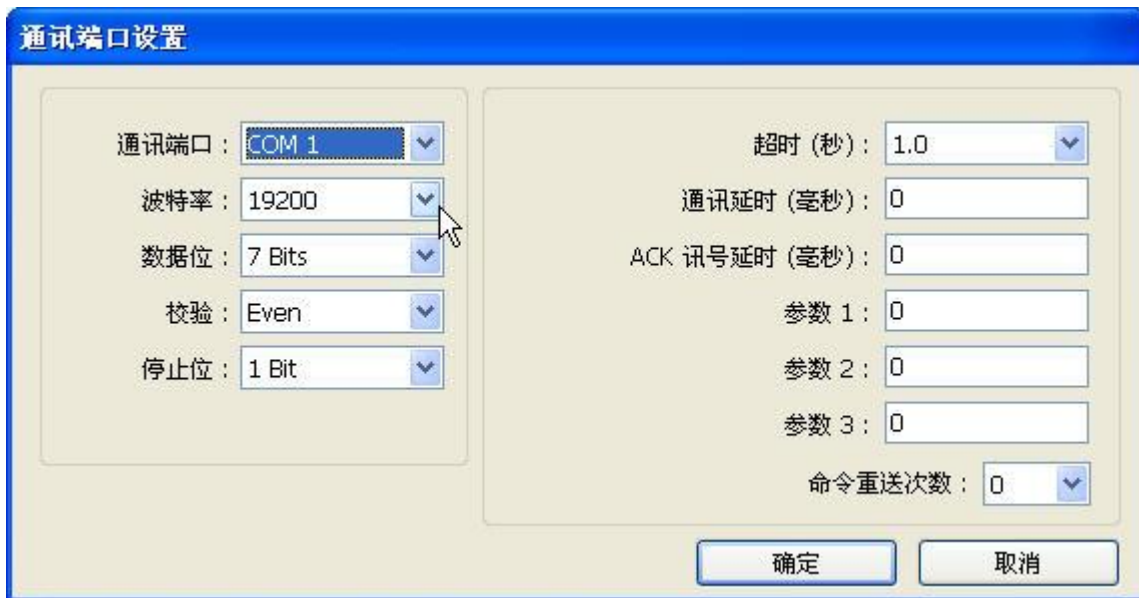 通讯端口设置
通讯端口： COM 1
波特率： 19200
数据位： 7 Bits
校验： Even
停止位： 1 Bit
超时 (秒)： 1.0
通讯延时 (毫秒)： 0
ACK 讯号延时 (毫秒)： 0
参数 1： 0
参数 2： 0
参数 3： 0
命令重送次数： 0
确定 取消